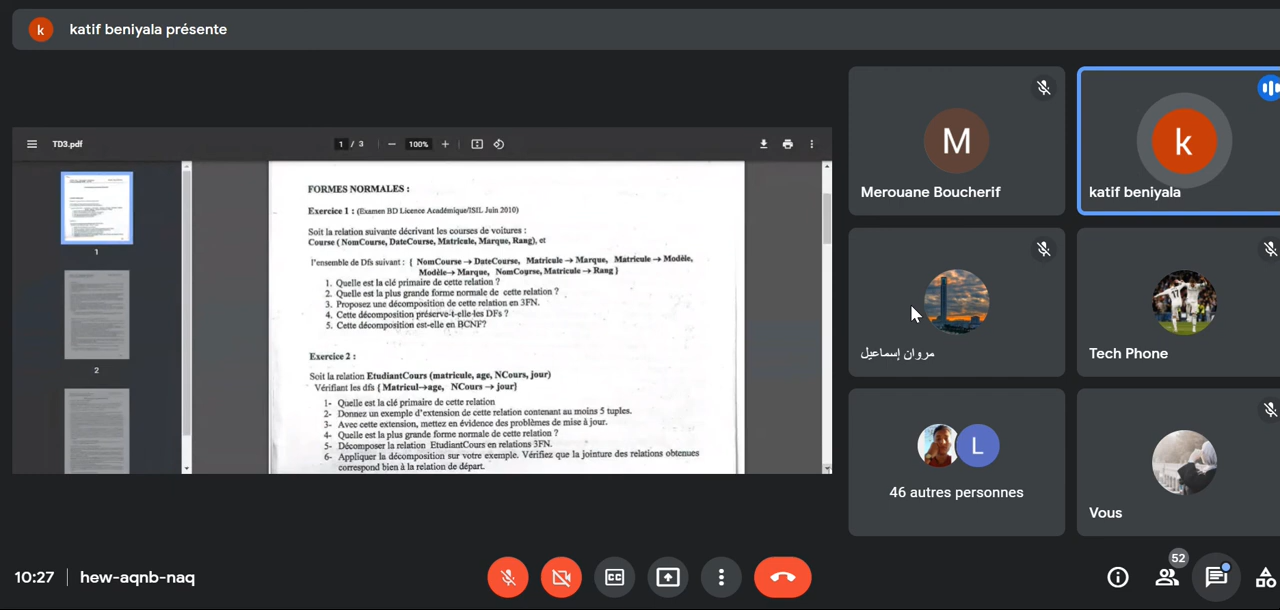 k
katif beniyala présente
TD3.pdf
1 / 3
100%
1
2
FORMES NORMALES :
Exercice 1 : (Examen BD Licence Académique/ISIL Juin 2010)
Soit la relation suivante décrivant les courses de voitures :
Course ( NomCourse, DateCourse, Matricule, Marque, Rang), et
l'ensemble de Dfs suivant : { NomCourse → DateCourse, Matricule → Marque, Matricule → Modèle,
Modèle→ Marque, NomCourse, Matricule → Rang }
1. Quelle est la clé primaire de cette relation ?
2. Quelle est la plus grande forme normale de cette relation ?
3. Proposez une décomposition de cette relation en 3FN.
4. Cette décomposition préserve-t-elle-les DFs ?
5. Cette décomposition est-elle en BCNF?
Exercice 2 :
Soit la relation EtudiantCours (matricule, age, NCours, jour)
Vérifiant les dfs { Matricul→age, NCours → jour}
1- Quelle est la clé primaire de cette relation
2- Donnez un exemple d'extension de cette relation contenant au moins 5 tuples.
3- Avec cette extension, mettez en évidence des problèmes de mise à jour.
4- Quelle est la plus grande forme normale de cette relation ?
5- Décomposer la relation EtudiantCours en relations 3FN.
6- Appliquer la décomposition sur votre exemple. Vérifiez que la jointure des relations obtenues
correspond bien à la relation de départ.
M
Merouane Boucherif
k
katif beniyala
مروان إسماعيل
Tech Phone
L
46 autres personnes
Vous
10:27
hew-aqnb-naq
CC
52